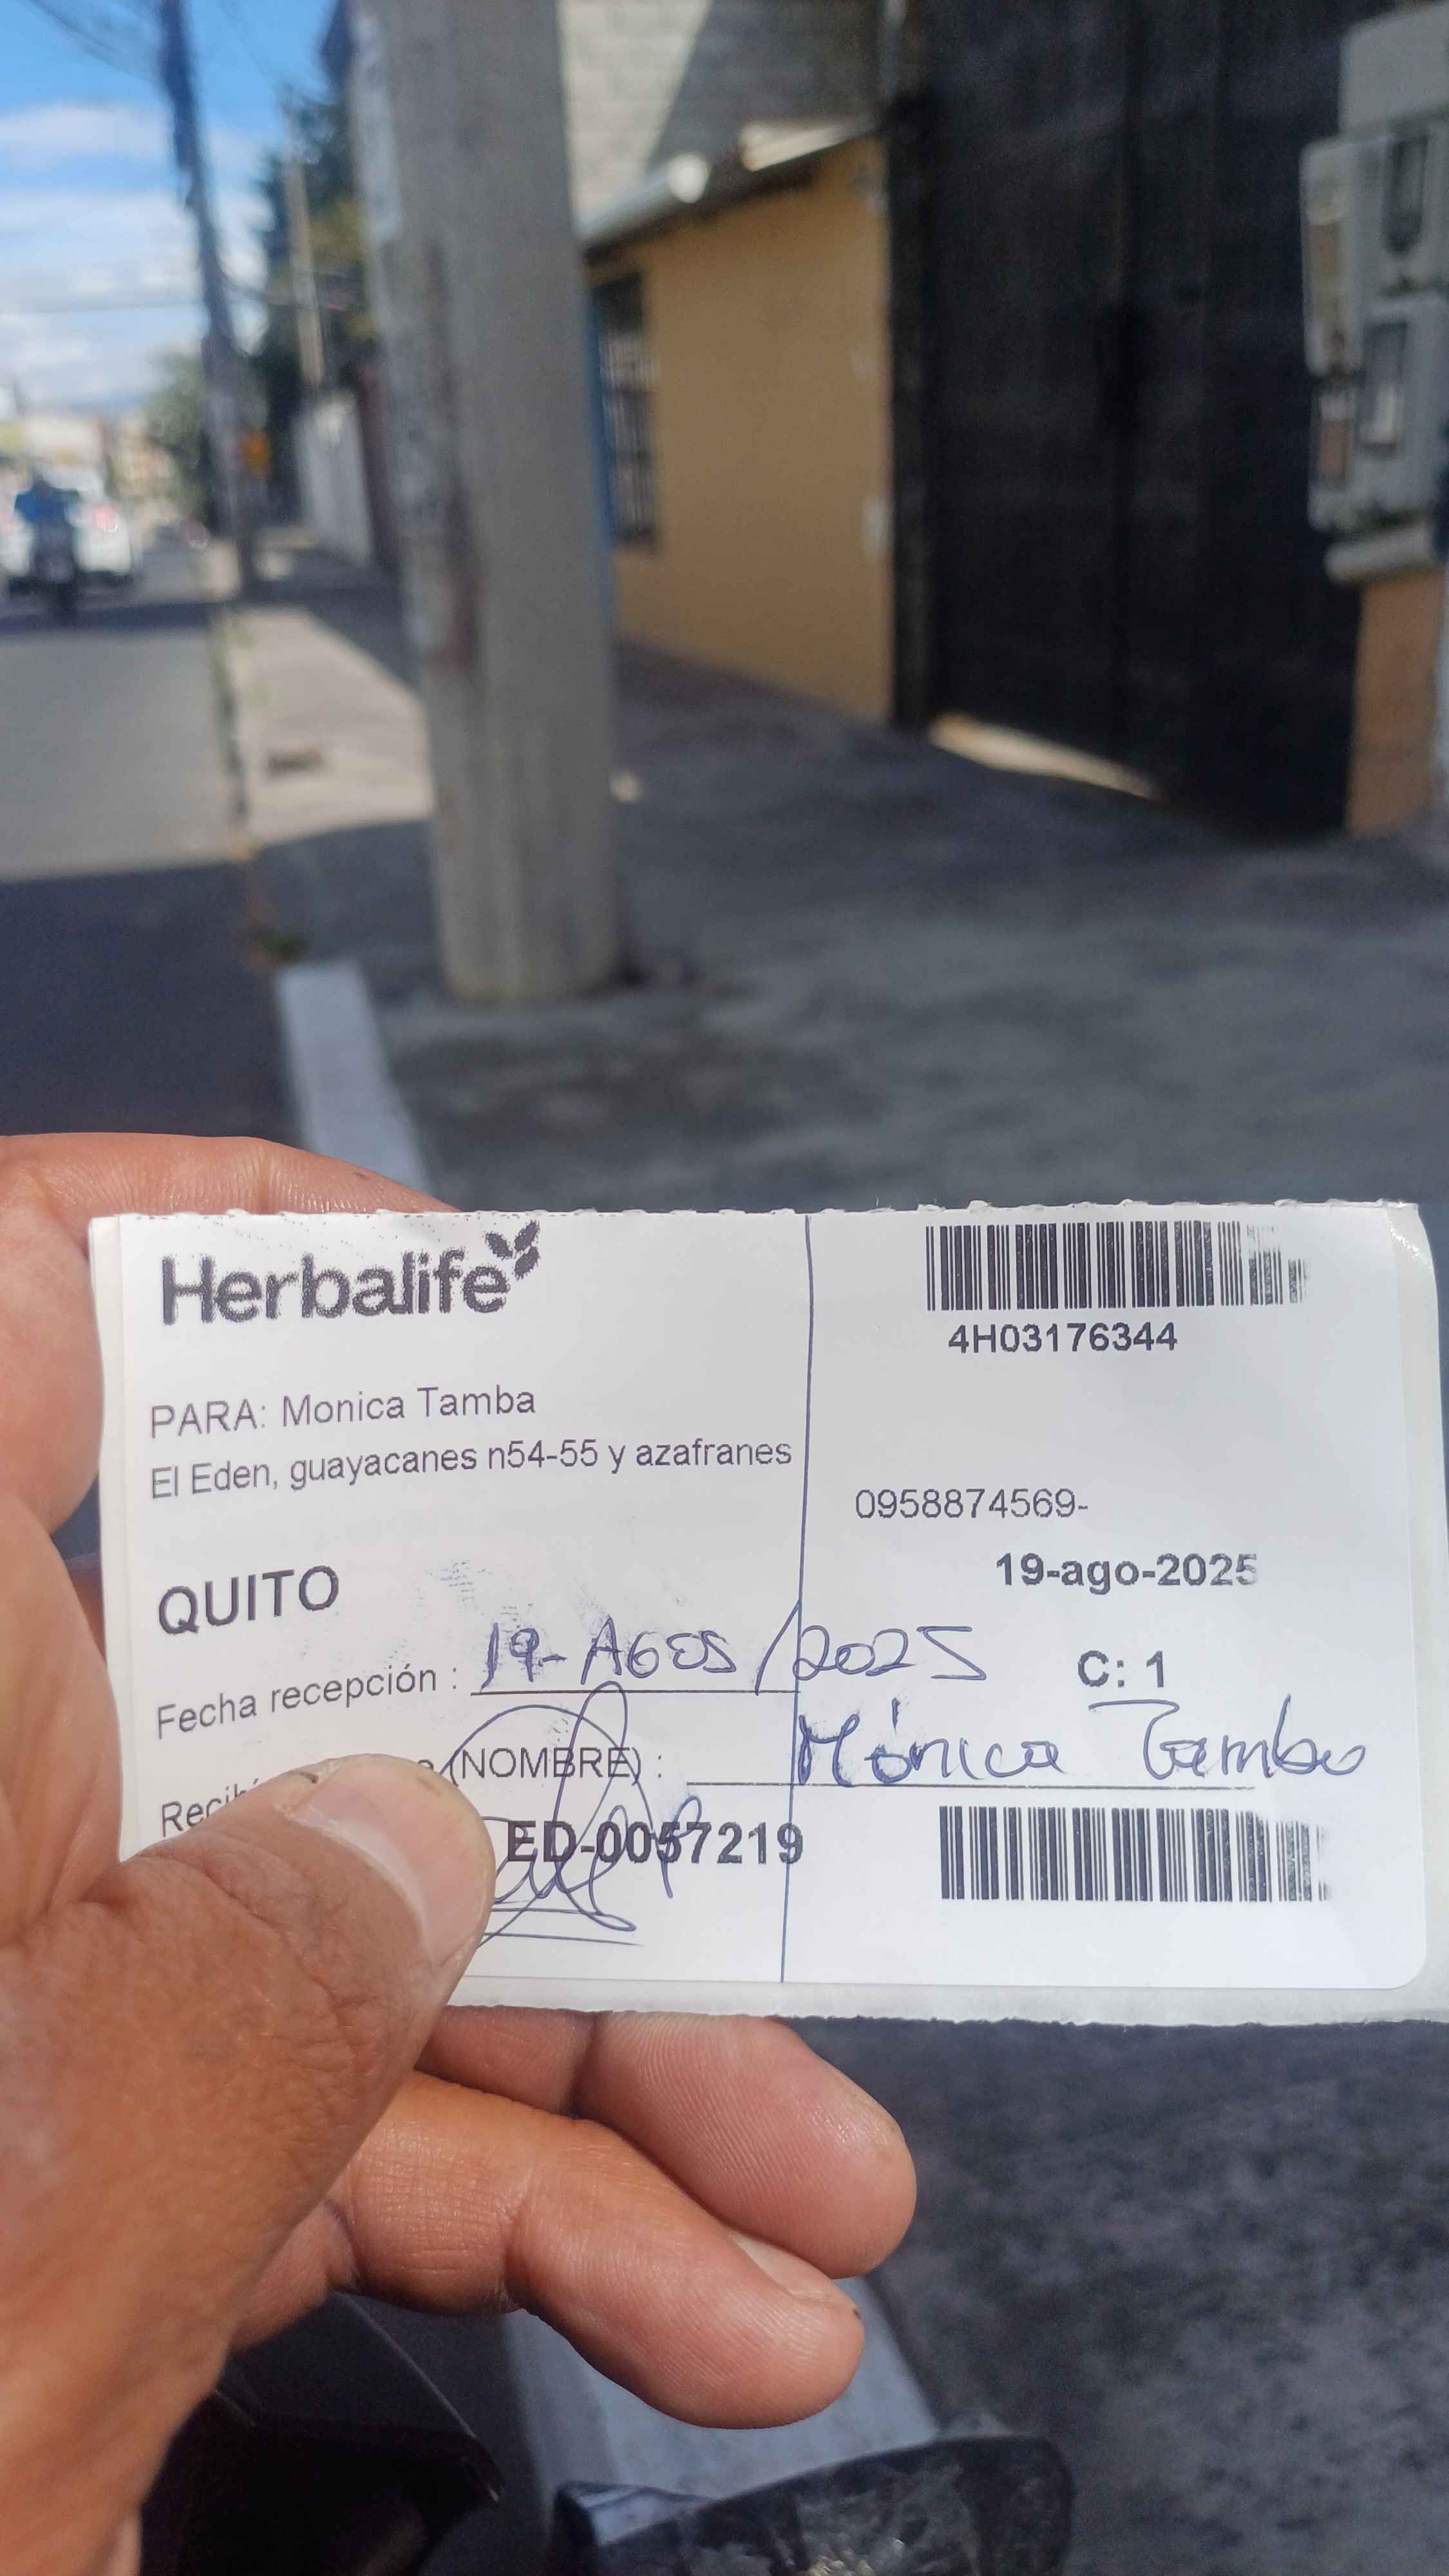 Herbalife
4H03176344
PARA: Monica Tamba
El Eden, guayacanes n54-55 y azafranes
0958874569-
19-ago-2025
QUITO
Fecha recepción : 19-AGOS/2025
C: 1
(NOMBRE) : Mónica Tamba
ED-0057219